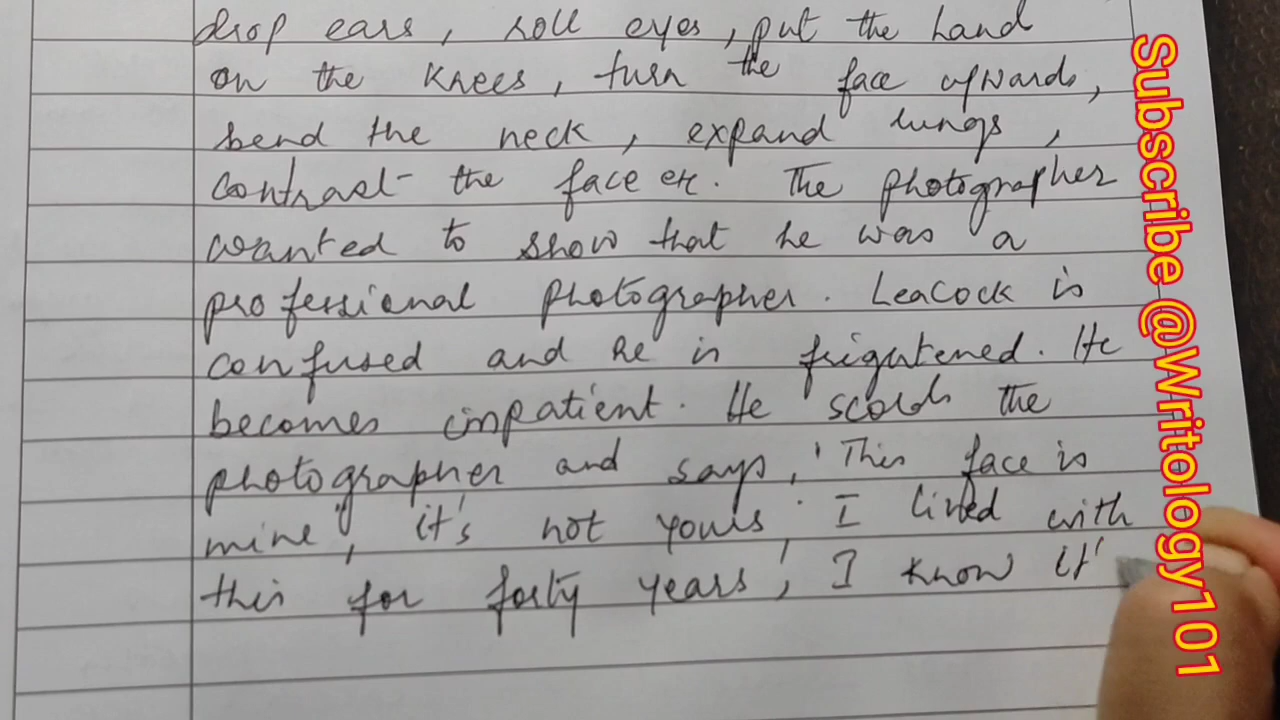 drop ears, roll eyes, put the hand
on the knees, turn the face upwards,
bend the neck, expand lungs,
contrast the face etc. The photographer
wanted to show that he was a
professional photographer. Leacock is
confused and he is frightened. He
becomes impatient. He scolds the
photographer and says, 'This face is
mine, it's not yours. I lived with
this for forty years, I know it'
Subscribe @Writology101